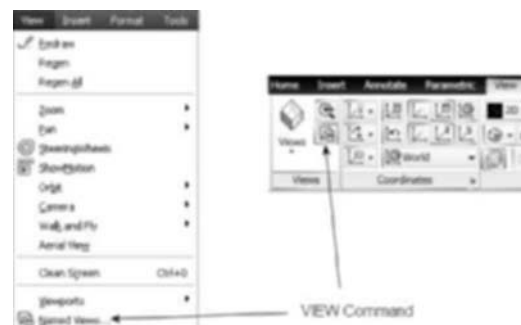 View Insert Format Tools
Redraw
Regen
Regen All
Zoom
Pan
SteeringWheels
ShowMotion
Orbit
Camera
Walk and Fly
Aerial View
Clean Screen Ctrl+0
Viewports
Named Views...
Home Insert Annotate Parametric View
Views
World
Views Coordinates
VIEW Command